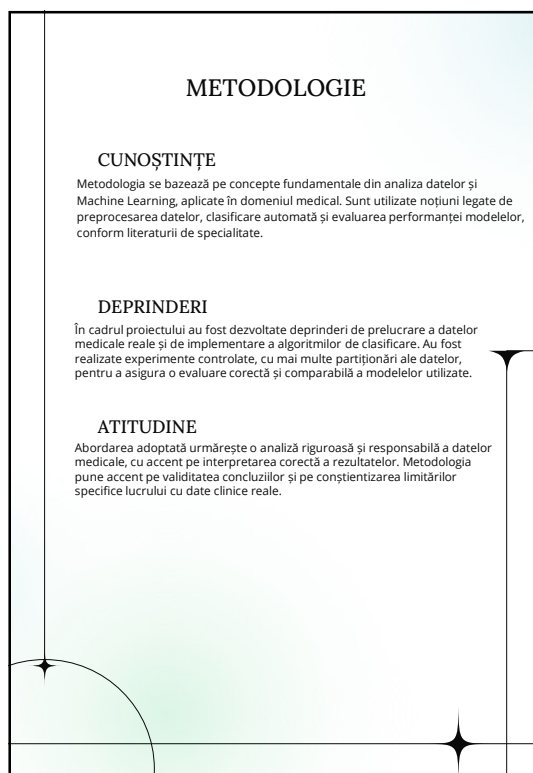 METODOLOGIE
CUNOȘTINȚE
Metodologia se bazează pe concepte fundamentale din analiza datelor și
Machine Learning, aplicate în domeniul medical. Sunt utilizate noțiuni legate de
preprocesarea datelor, clasificare automată și evaluarea performanței modelelor,
conform literaturii de specialitate.
DEPRINDERI
În cadrul proiectului au fost dezvoltate deprinderi de prelucrare a datelor
medicale reale și de implementare a algoritmilor de clasificare. Au fost
realizate experimente controlate, cu mai multe partiționări ale datelor,
pentru a asigura o evaluare corectă și comparabilă a modelelor utilizate.
ATITUDINE
Abordarea adoptată urmărește o analiză riguroasă și responsabilă a datelor
medicale, cu accent pe interpretarea corectă a rezultatelor. Metodologia
pune accent pe validitatea concluziilor și pe conștientizarea limitărilor
specifice lucrului cu date clinice reale.